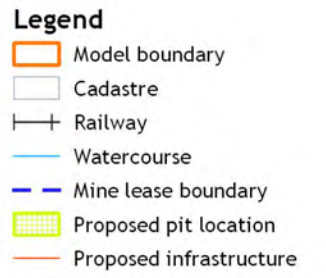 Legend
Model boundary
Cadastre
Railway
Watercourse
Mine lease boundary
Proposed pit location
Proposed infrastructure